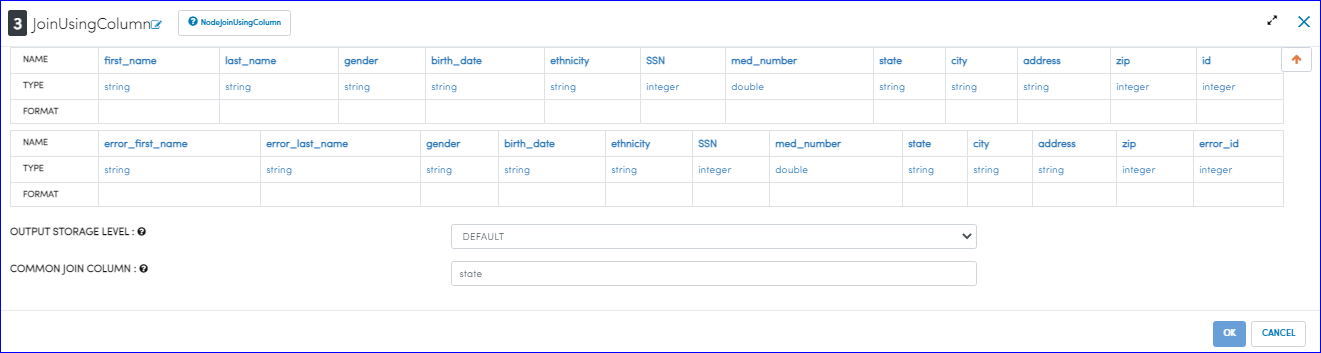 3 JoinUsingColumn NodeJoinUsingColumn
NAME first_name last_name gender birth_date ethnicity SSN med_number state city address zip id
TYPE string string string string string integer double string string string integer integer
FORMAT
NAME error_first_name error_last_name gender birth_date ethnicity SSN med_number state city address zip error_id
TYPE string string string string string integer double string string string integer integer
FORMAT
OUTPUT STORAGE LEVEL : DEFAULT
COMMON JOIN COLUMN : state
OK CANCEL